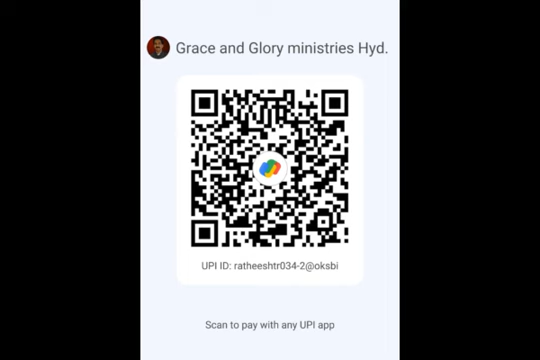 Grace and Glory ministries Hyd.
UPI ID: ratheeshtr034-2@oksbi
Scan to pay with any UPI app